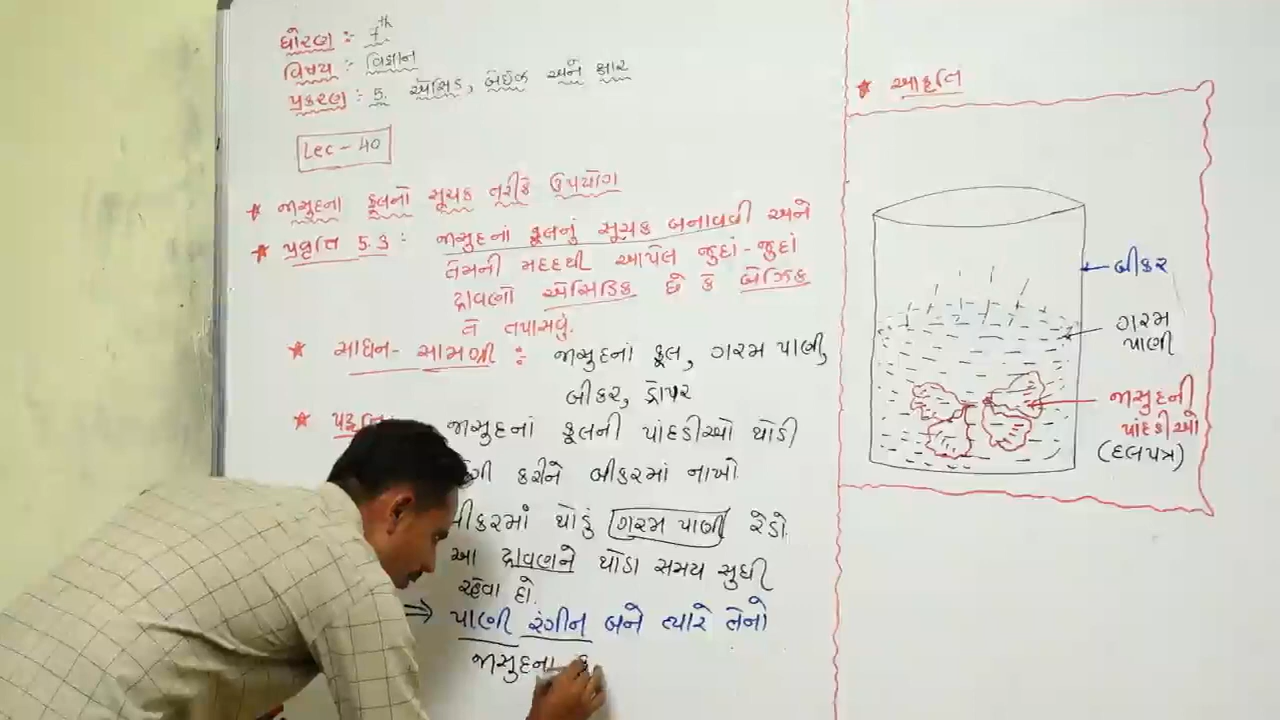 ધોરણ :- 7th
વિષય :- વિજ્ઞાન
પ્રકરણ :- 5. એસિડ, બેઈઝ અને ક્ષાર
Lec - 40
★ જાસુદના ફૂલનો સૂચક તરીકે ઉપયોગ
★ પ્રવૃત્તિ 5.3 : જાસુદનાં ફૂલનું સૂચક બનાવવી અને
તેમની મદદથી આપેલ જુદાં-જુદાં
દ્રાવણો એસિડિક છે કે બેઝિક
તે તપાસવું.
★ સાધન- સામગ્રી : જાસુદનાં ફૂલ, ગરમ પાણી,
બીકર, ડ્રોપર
★ જાસુદનાં ફૂલની પાંદડીઓ થોડી
કરીને બીકરમાં નાખો
બીકરમાં થોડું ગરમ પાણી રેડો.
આ દ્રાવણને થોડા સમય સુધી
રહેવા દો.
⇒ પાણી રંગીન બને ત્યારે તેનો
જાસુદના
★ આકૃતિ
બીકર
ગરમ
પાણી
જાસુદની
પાંદડીઓ
(દલપત્ર)